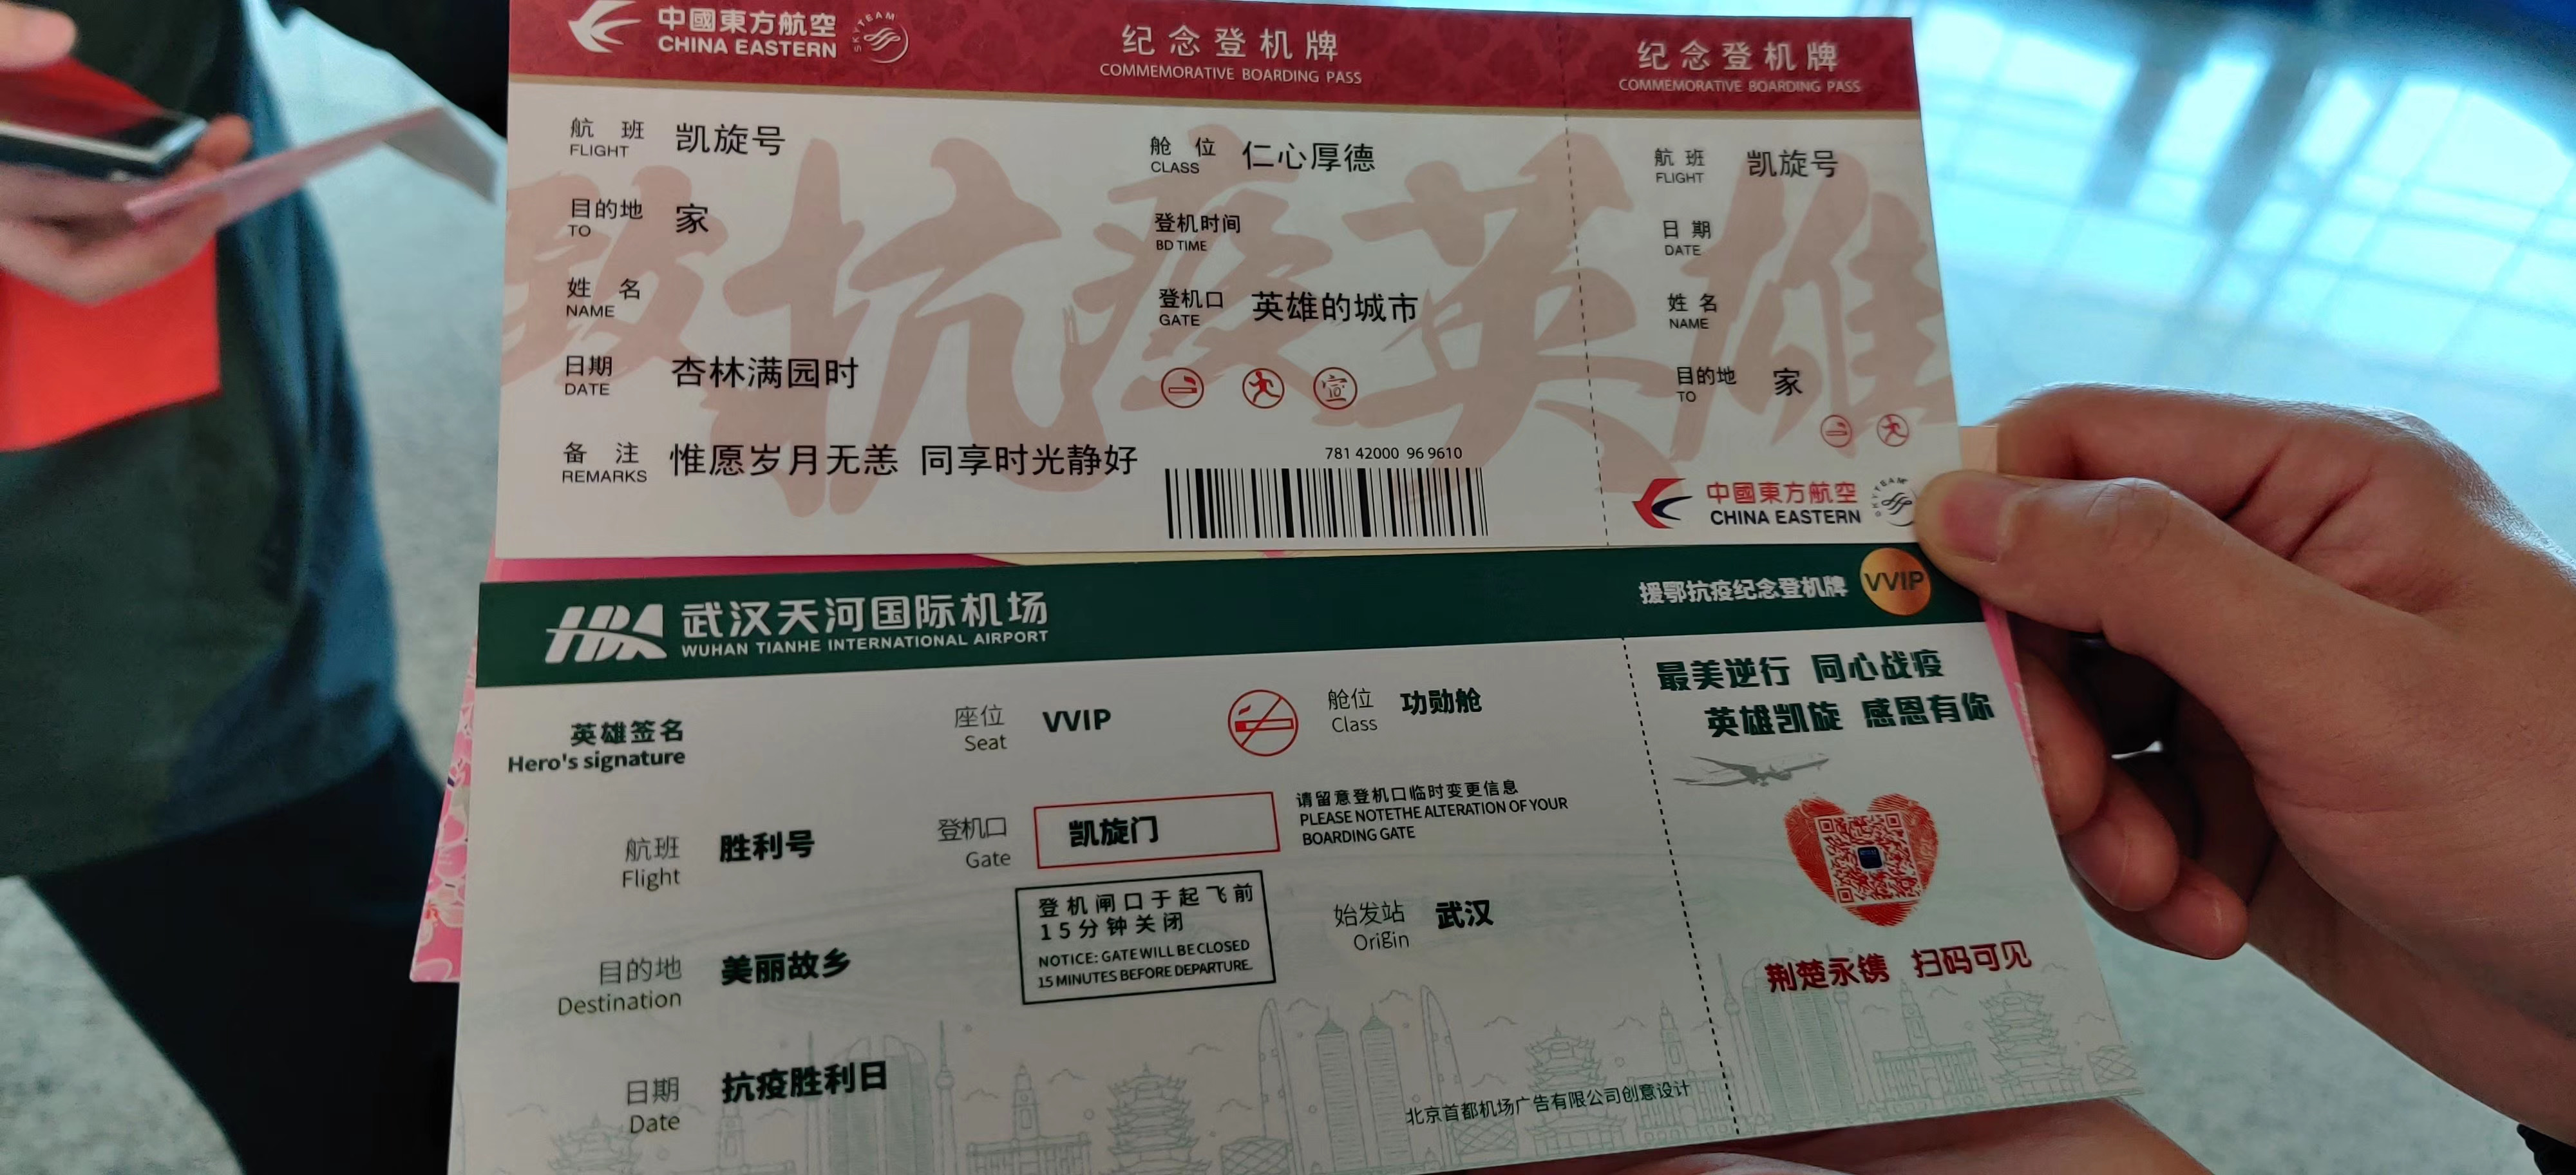 中國東方航空
CHINA EASTERN
SKYTEAM
纪念登机牌
COMMEMORATIVE BOARDING PASS
纪念登机牌
COMMEMORATIVE BOARDING PASS
致抗疫英雄
航班 凯旋号
FLIGHT
舱位 仁心厚德
CLASS
目的地 家
TO
登机时间
BD TIME
姓名
NAME
登机口 英雄的城市
GATE
日期 杏林满园时
DATE
备注 惟愿岁月无恙 同享时光静好
REMARKS
宣
781 42000 96 9610
航班 凯旋号
FLIGHT
日期
DATE
姓名
NAME
目的地 家
TO
中國東方航空
CHINA EASTERN
SKYTEAM
武汉天河国际机场
WUHAN TIANHE INTERNATIONAL AIRPORT
援鄂抗疫纪念登机牌 VVIP
英雄签名
Hero's signature
座位 VVIP
Seat
舱位 功勋舱
Class
航班 胜利号
Flight
登机口 凯旋门
Gate
请留意登机口临时变更信息
PLEASE NOTETHE ALTERATION OF YOUR
BOARDING GATE
登机闸口于起飞前
15分钟关闭
NOTICE: GATE WILL BE CLOSED
15 MINUTES BEFORE DEPARTURE.
始发站 武汉
Origin
目的地 美丽故乡
Destination
日期 抗疫胜利日
Date
北京首都机场广告有限公司创意设计
最美逆行 同心战疫
英雄凯旋 感恩有你
荆楚永镌 扫码可见